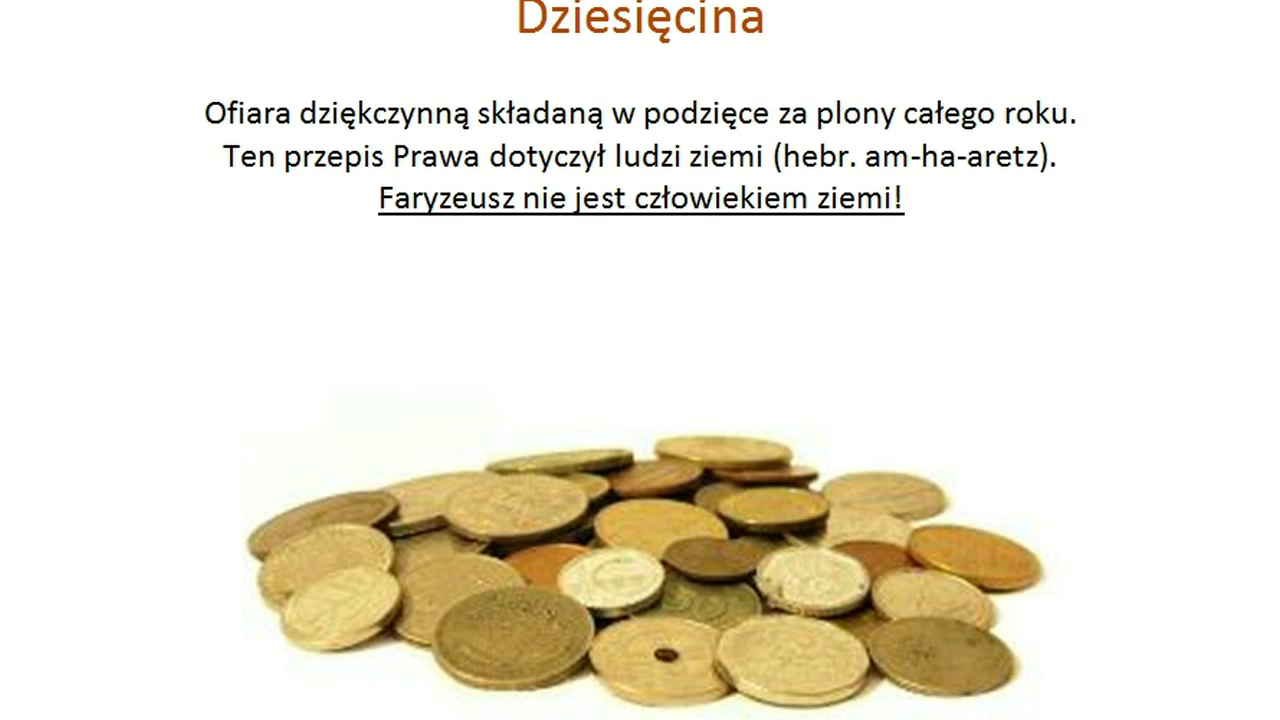 Dziesięcina
Ofiara dziękczynną składaną w podzięce za plony całego roku.
Ten przepis Prawa dotyczył ludzi ziemi (hebr. am-ha-aretz).
Faryzeusz nie jest człowiekiem ziemi!